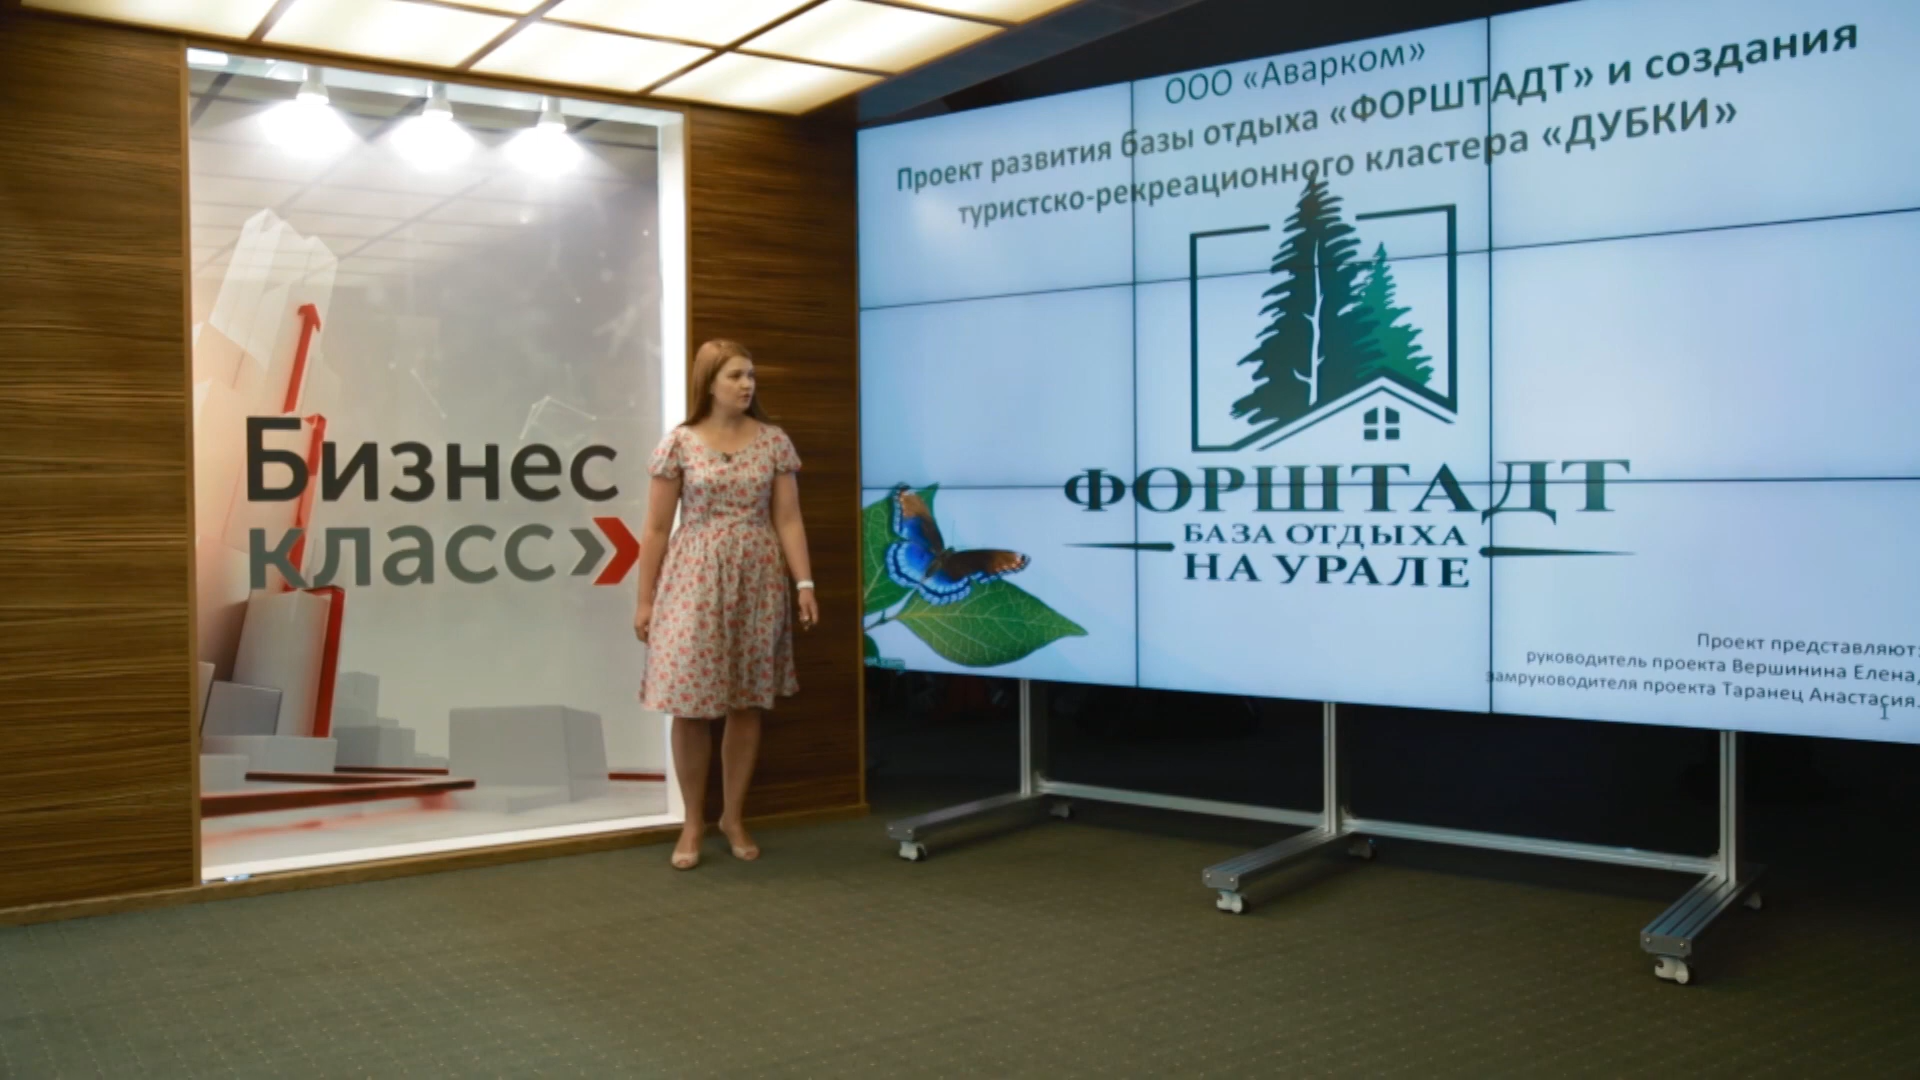 Бизнес
класс»
ООО «Аварком»
Проект развития базы отдыха «ФОРШТАДТ» и создания
туристско-рекреационного кластера «ДУБКИ»
ФОРШТАДТ
БАЗА ОТДЫХА
НА УРАЛЕ
Проект представляют:
руководитель проекта Вершинина Елена,
замруководителя проекта Таранец Анастасия.